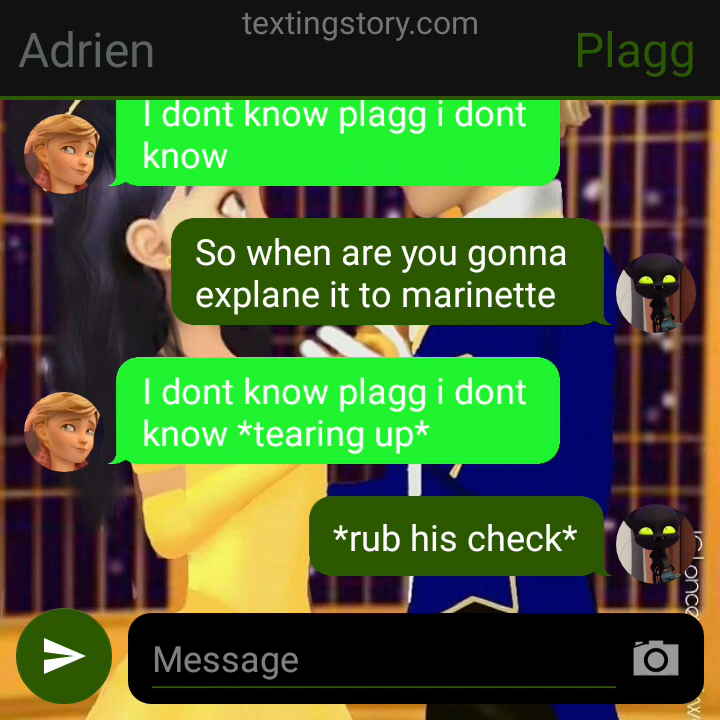 textingstory.com
Adrien
Plagg
I dont know plagg i dont
know
So when are you gonna
explane it to marinette
I dont know plagg i dont
know *tearing up*
*rub his check*
Message